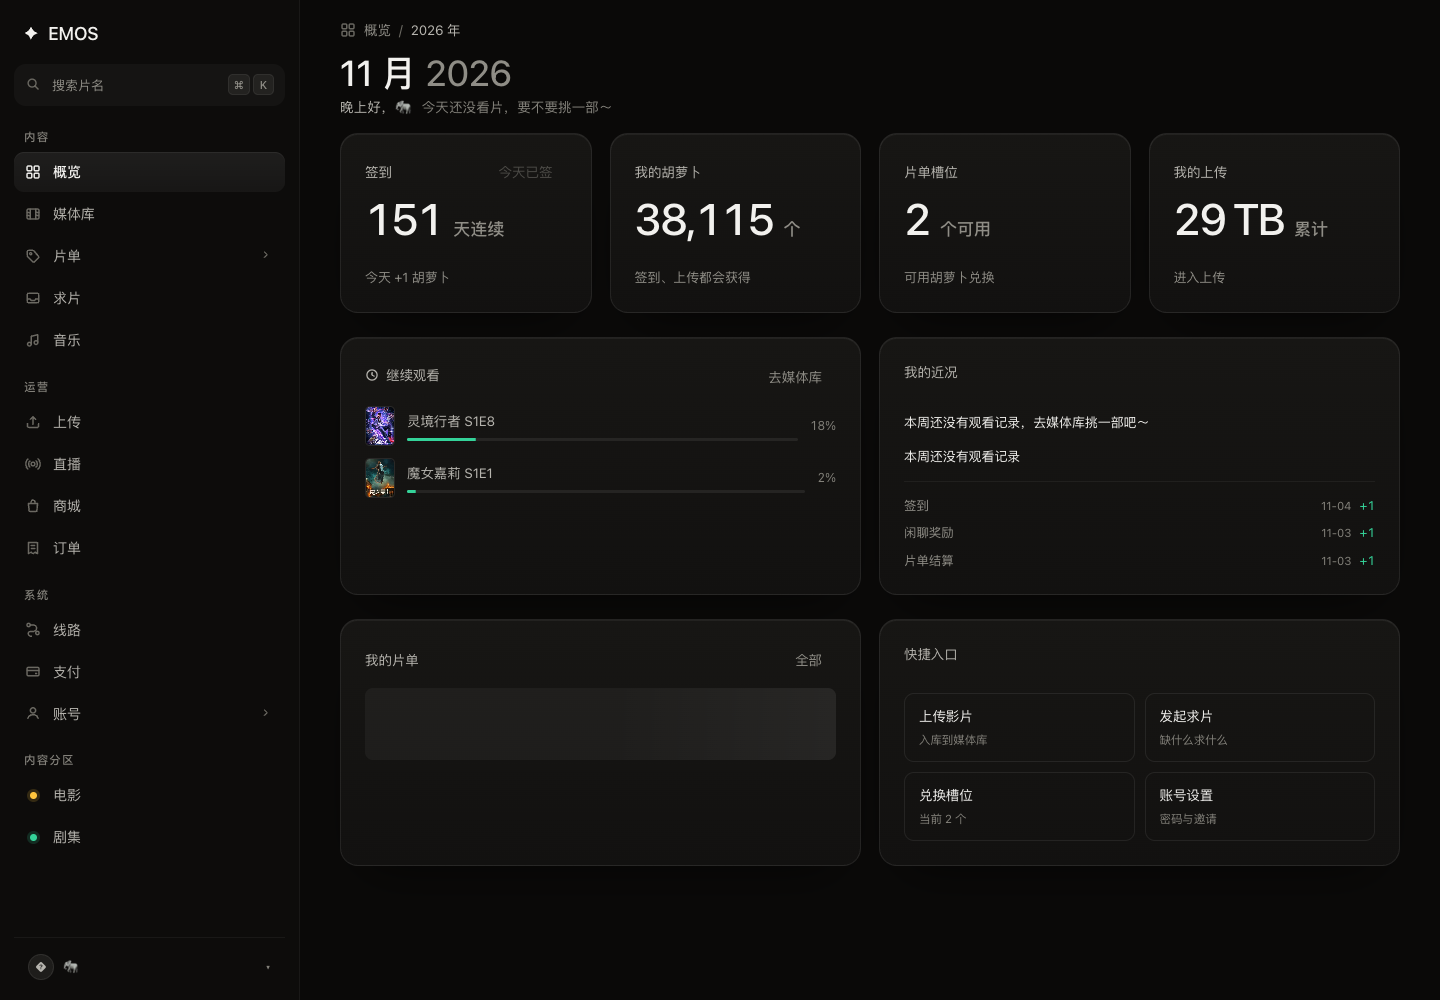 EMOS
搜索片名 ⌘ K
内容
概览
媒体库
片单
求片
音乐
运营
上传
直播
商城
订单
系统
线路
支付
账号
内容分区
电影
剧集
概览 / 2026 年
11 月 2026
晚上好，🐘 今天还没看片，要不要挑一部～
签到 今天已签
151 天连续
今天 +1 胡萝卜
我的胡萝卜
38,115 个
签到、上传都会获得
片单槽位
2 个可用
可用胡萝卜兑换
我的上传
29 TB 累计
进入上传
继续观看 去媒体库
灵境行者 S1E8
18%
魔女嘉莉 S1E1
2%
我的近况
本周还没有观看记录，去媒体库挑一部吧～
本周还没有观看记录
签到 11-04 +1
闲聊奖励 11-03 +1
片单结算 11-03 +1
我的片单 全部
快捷入口
上传影片
入库到媒体库
发起求片
缺什么求什么
兑换槽位
当前 2 个
账号设置
密码与邀请